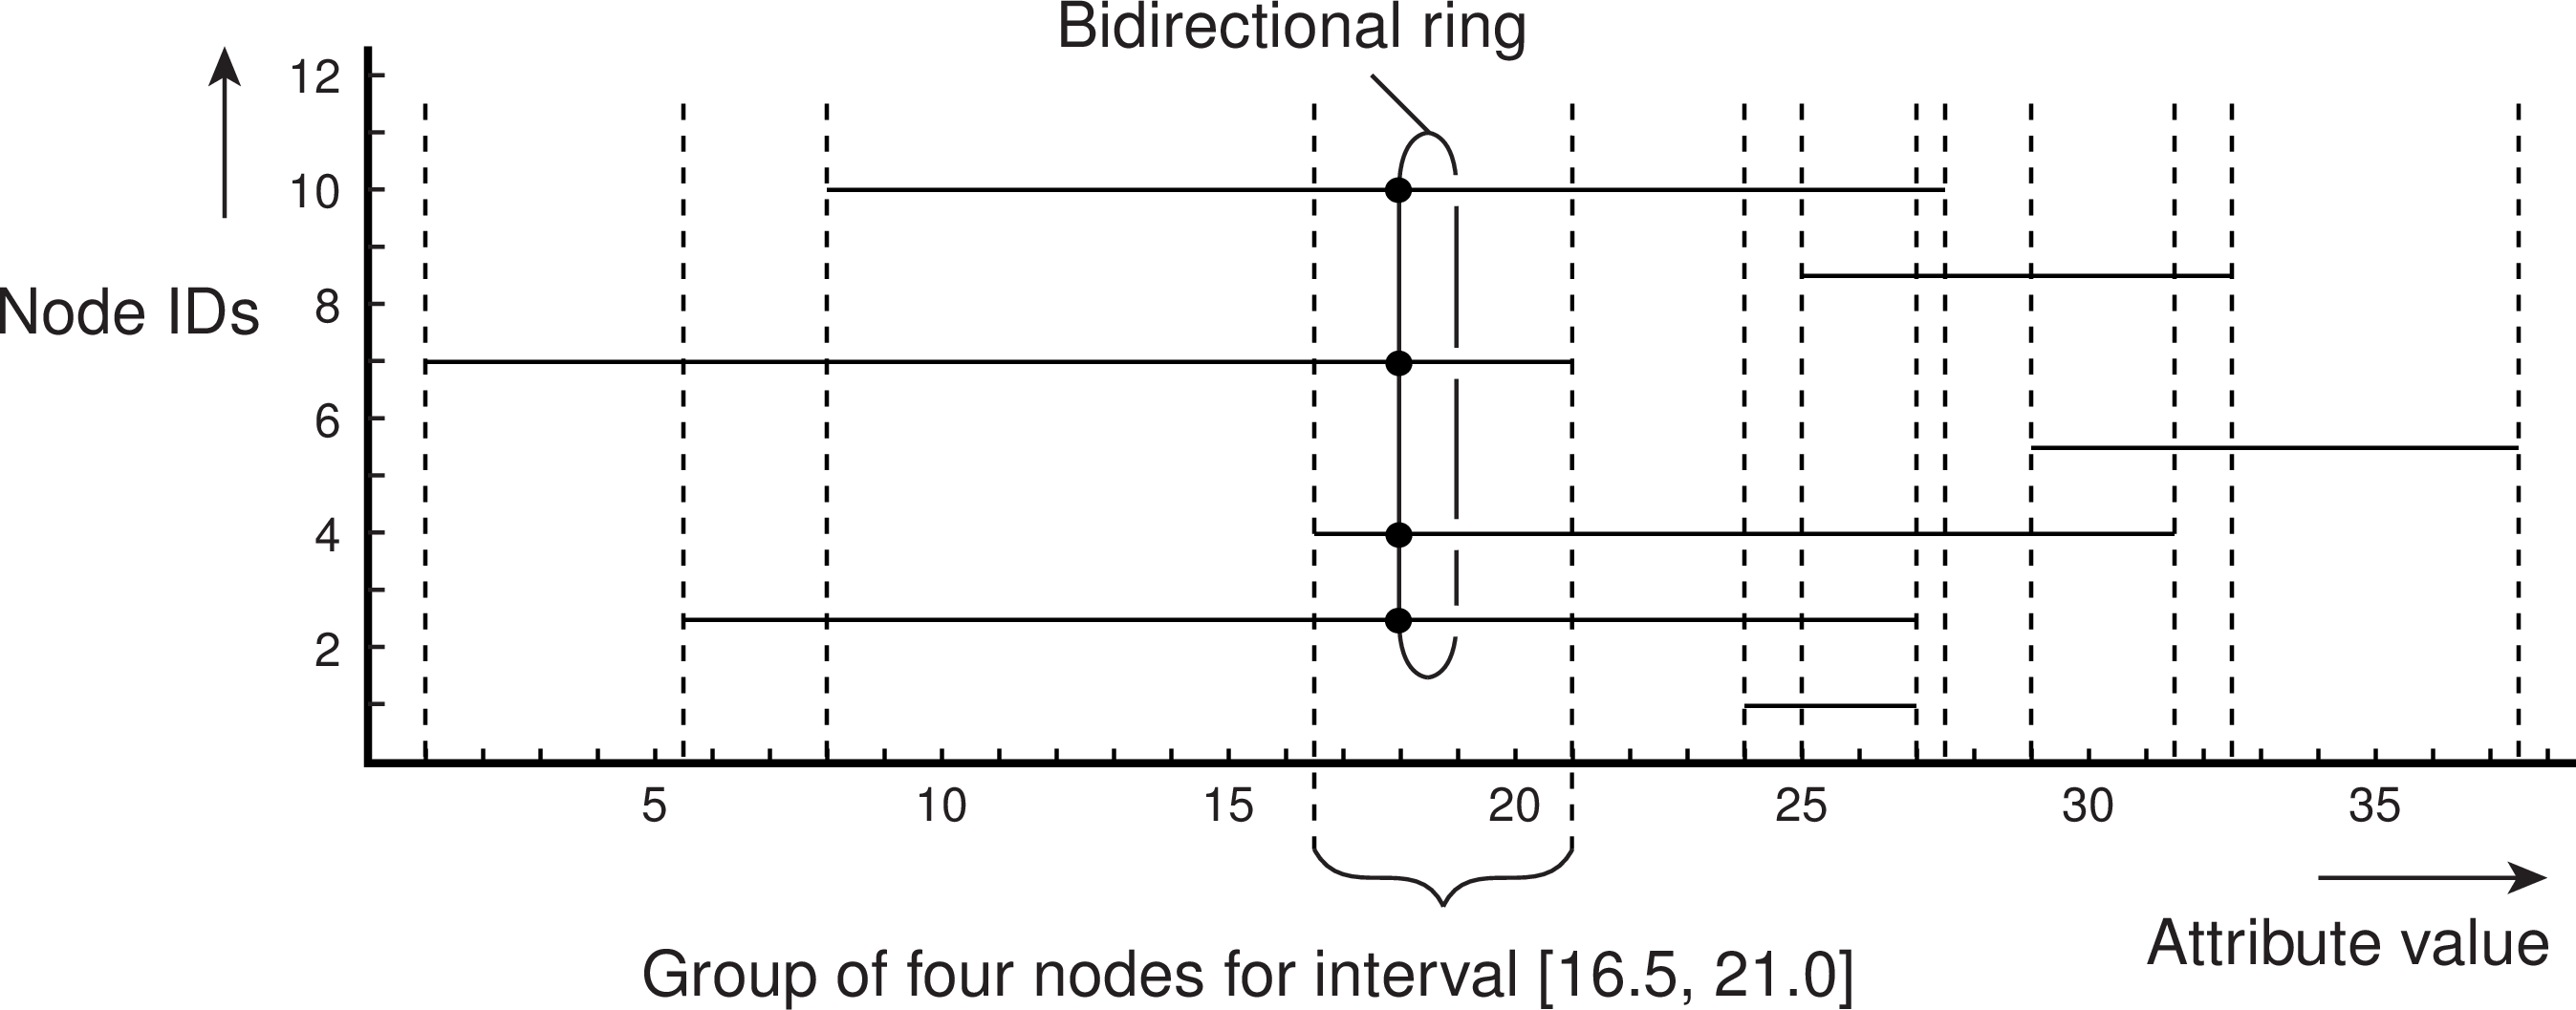 Bidirectional ring
12
10
Node IDs
8
6
4
2
5 10 15 20 25 30 35
Attribute value
Group of four nodes for interval [16.5, 21.0]